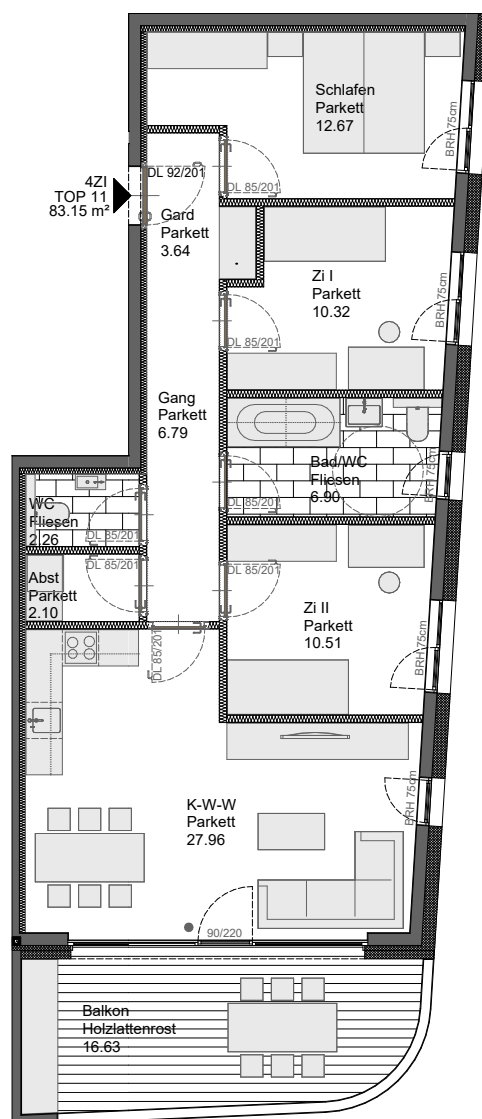 Schlafen
Parkett
12.67
BRH 75cm
DL 92/201
DL 85/201
4ZI
TOP 11
83.15 m²
Gard
Parkett
3.64
Zi I
Parkett
10.32
BRH 75cm
DL 85/201
Gang
Parkett
6.79
Bad/WC
Fliesen
6.90
BRH 75cm
DL 85/201
WC
Fliesen
2.26
DL 85/201
DL 85/201
Abst
Parkett
2.10
DL 85/201
Zi II
Parkett
10.51
BRH 75cm
DL 85/201
K-W-W
Parkett
27.96
BRH 75cm
90/220
Balkon
Holzlattenrost
16.63